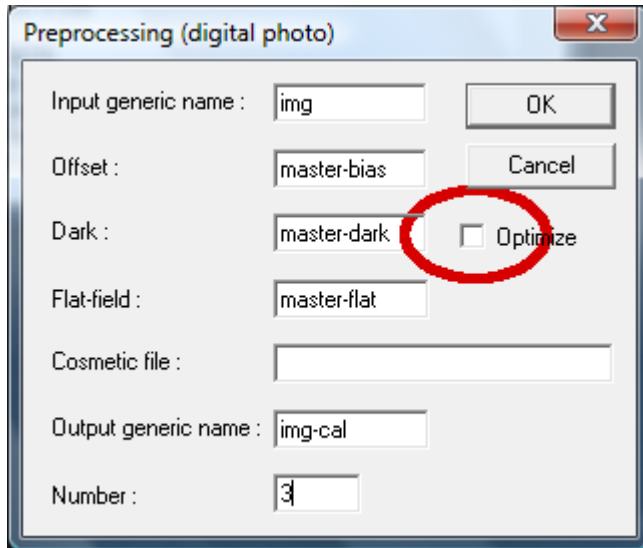 Preprocessing (digital photo)
Input generic name : img OK
Offset : master-bias Cancel
Dark : master-dark Optimize
Flat-field : master-flat
Cosmetic file :
Output generic name : img-cal
Number : 3